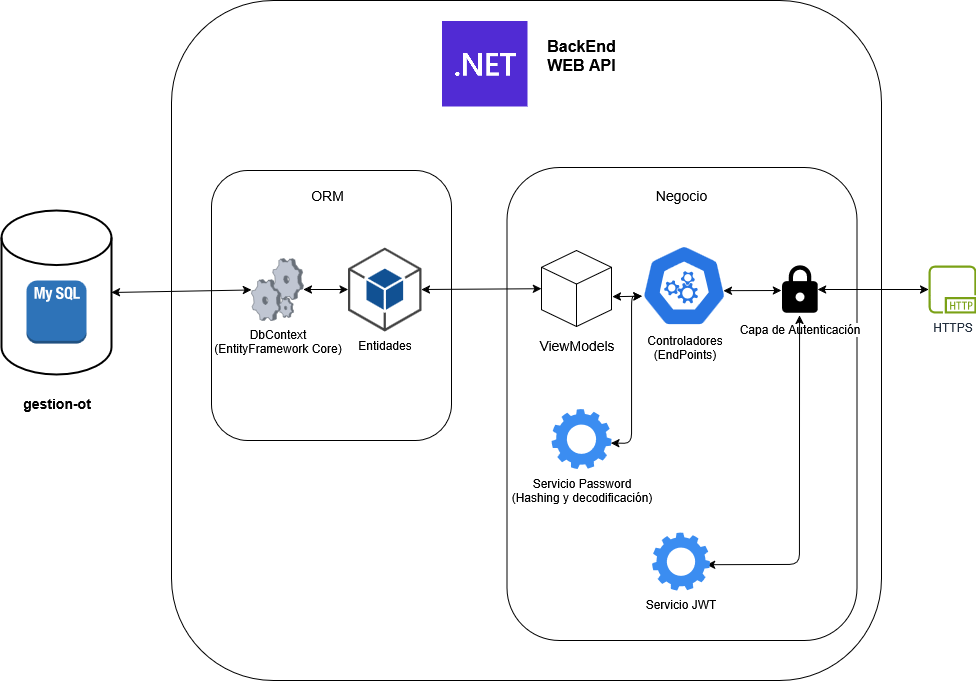 .NET
BackEnd
WEB API
ORM
Negocio
My SQL
DbContext
(EntityFramework Core)
Entidades
ViewModels
Controladores
(EndPoints)
Capa de Autenticación
HTTP
HTTPS
gestion-ot
Servicio Password
(Hashing y decodificación)
Servicio JWT